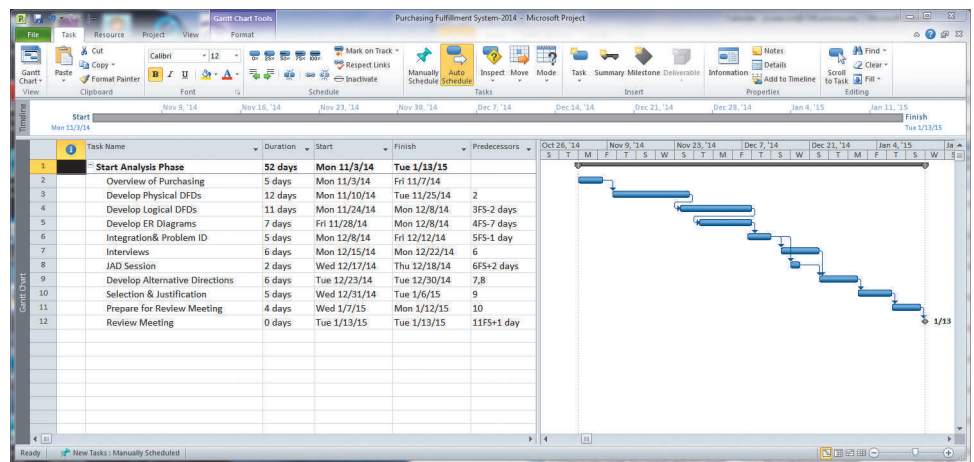 Gantt Chart Tools Purchasing Fulfillment System-2014 - Microsoft Project
File Task Resource Project View Format
Cut Calibri 12 Mark on Track Notes Find
Copy Respect Links Details Clear
Gantt Chart Paste Format Painter B I U A Inactivate Manually Schedule Auto Schedule Inspect Move Mode Task Summary Milestone Deliverable Information Add to Timeline Scroll to Task Fill
View Clipboard Font Schedule Tasks Insert Properties Editing
Timeline
Nov 9, '14 Nov 16, '14 Nov 23, '14 Nov 30, '14 Dec 7, '14 Dec 14, '14 Dec 21, '14 Dec 28, '14 Jan 4, '15 Jan 11, '15
Start Finish
Mon 11/3/14 Tue 1/13/15
Task Name Duration Start Finish Predecessors Oct 26, '14 Nov 9, '14 Nov 23, '14 Dec 7, '14 Dec 21, '14 Jan 4, '15 Ja
S T M F T S W S T M F T S W S T M F T S W S
1 Start Analysis Phase 52 days Mon 11/3/14 Tue 1/13/15
2 Overview of Purchasing 5 days Mon 11/3/14 Fri 11/7/14
3 Develop Physical DFDs 12 days Mon 11/10/14 Tue 11/25/14 2
4 Develop Logical DFDs 11 days Mon 11/24/14 Mon 12/8/14 3FS-2 days
5 Develop ER Diagrams 7 days Fri 11/28/14 Mon 12/8/14 4FS-7 days
6 Integration& Problem ID 5 days Mon 12/8/14 Fri 12/12/14 5FS-1 day
7 Interviews 6 days Mon 12/15/14 Mon 12/22/14 6
8 JAD Session 2 days Wed 12/17/14 Thu 12/18/14 6FS+2 days
9 Develop Alternative Directions 6 days Tue 12/23/14 Tue 12/30/14 7,8
10 Selection & Justification 5 days Wed 12/31/14 Tue 1/6/15 9
11 Prepare for Review Meeting 4 days Wed 1/7/15 Mon 1/12/15 10
12 Review Meeting 0 days Tue 1/13/15 Tue 1/13/15 11FS+1 day 1/13
Gantt Chart
Ready New Tasks : Manually Scheduled